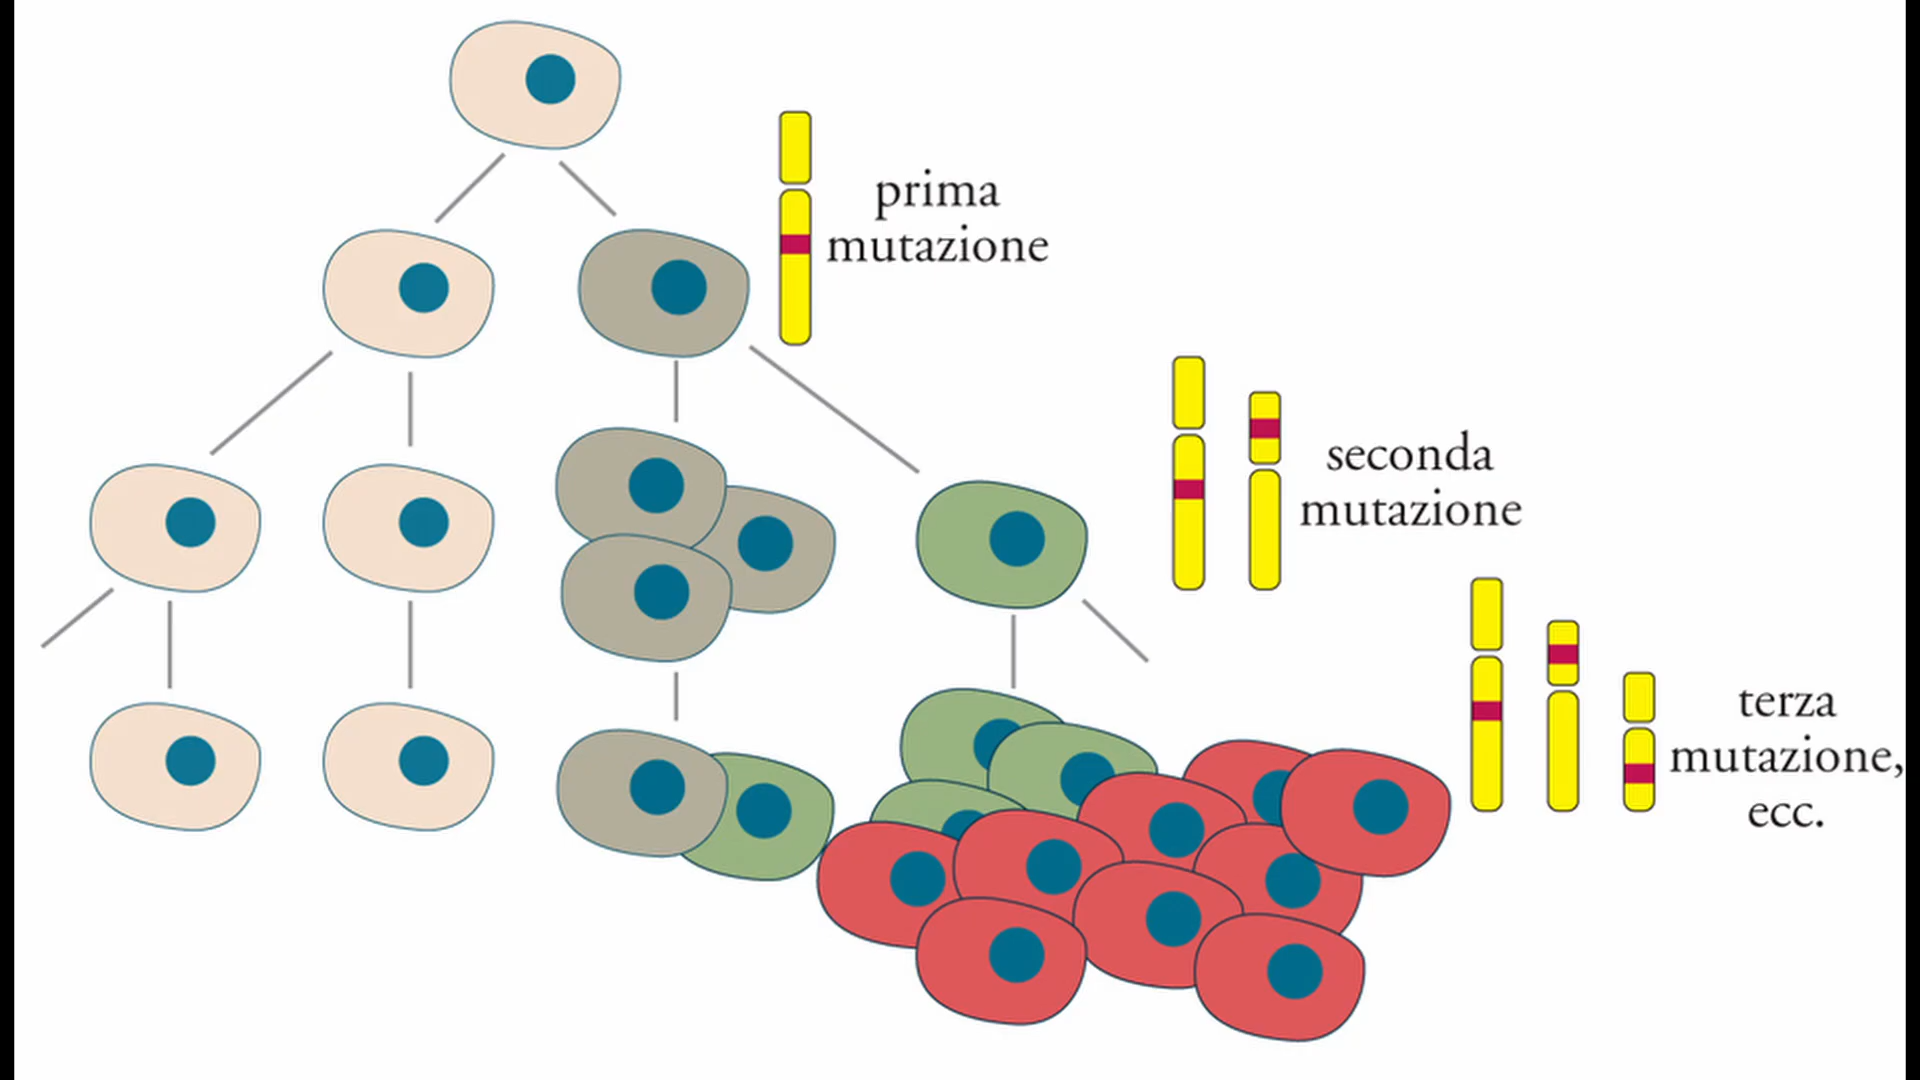 prima
mutazione
seconda
mutazione
terza
mutazione,
ecc.